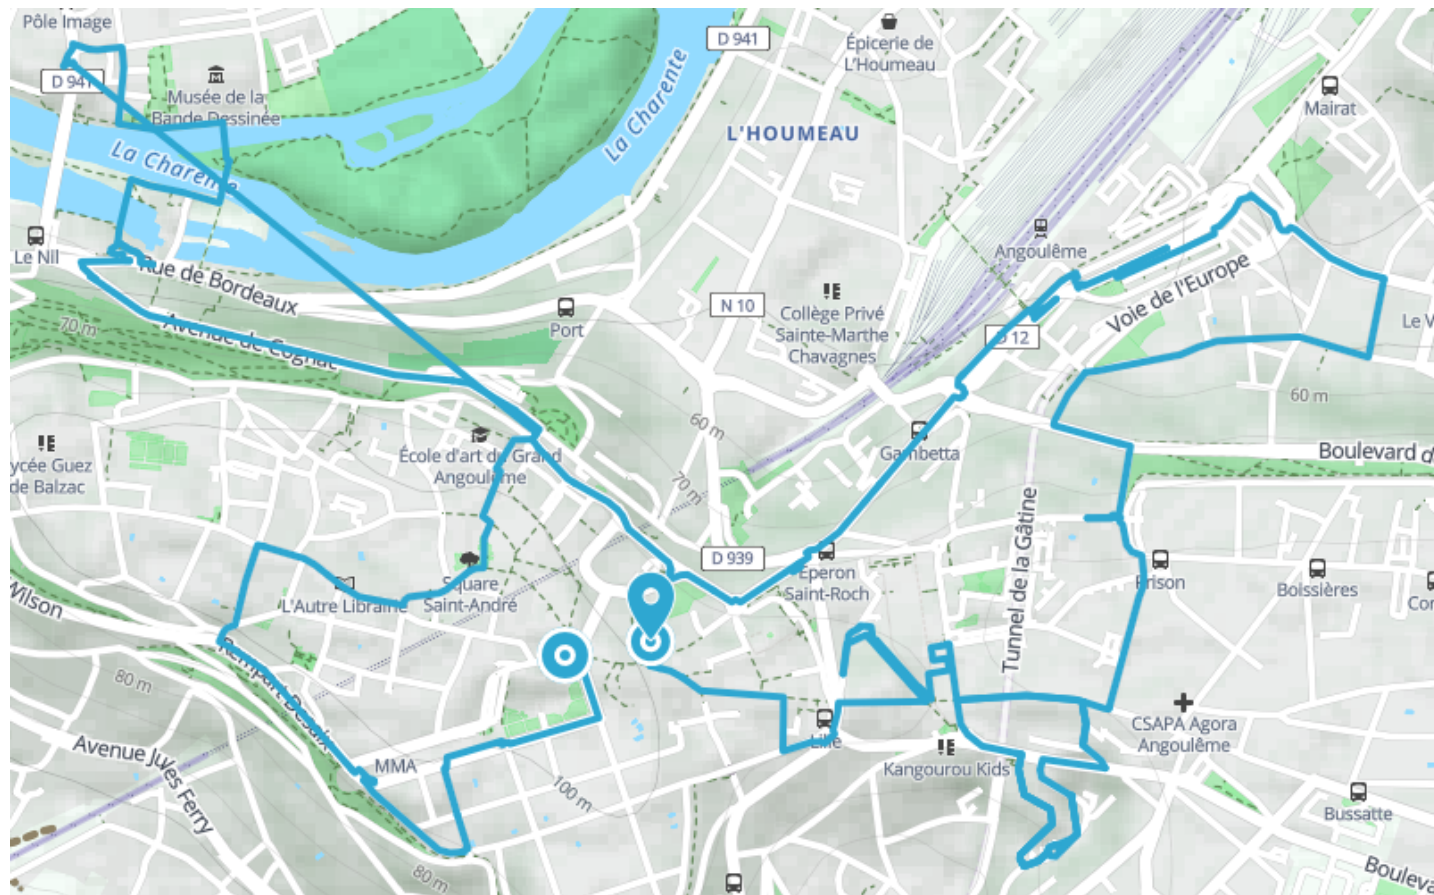 Pôle Image
D 941
Musée de la
Bande Dessinée
La Charente
La Charente
D 941
Épicerie de
L'Houmeau
L'HOUMEAU
Mairat
Le Nil
Rue de Bordeaux
Avenue de Cognac
70 m
Port
N 10
Collège Privé
Sainte-Marthe
Chavagnes
Angoulême
Voie de l'Europe
D 12
Le V
60 m
60 m
70 m
ycée Guez
de Balzac
École d'art du Grand
Angoulême
Gambetta
Boulevard d
Tunnel de la Gâtine
D 939
Éperon
Saint-Roch
Prison
Boissières
Co
Wilson
L'Autre Librairie
Square
Saint-André
Rempart Desaix
80 m
Avenue Jules Ferry
MMA
100 m
80 m
Lille
Kangourou Kids
CSAPA Agora
Angoulême
Bussatte
Bouleva